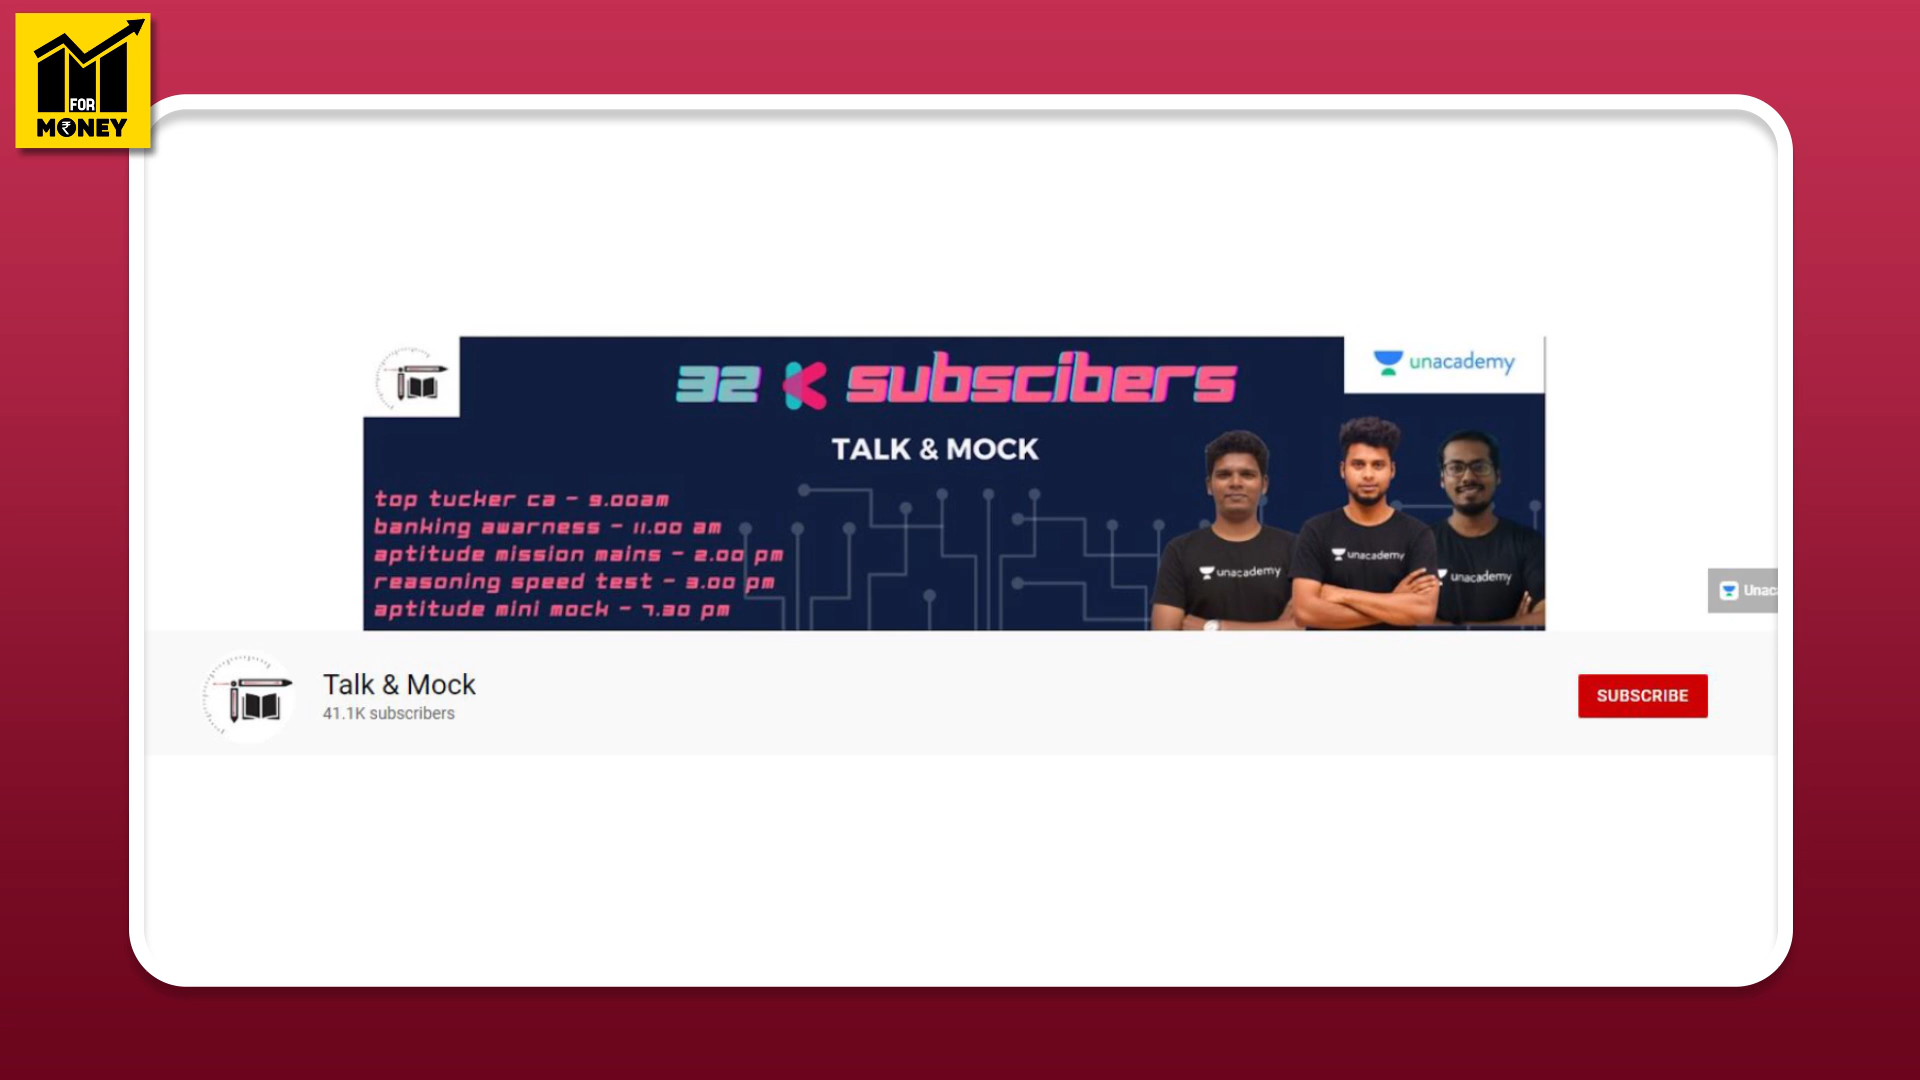 FOR
MONEY
32 K subscibers
unacademy
TALK & MOCK
top tucker ca - 9.00am
banking awarness - 11.00 am
aptitude mission mains - 2.00 pm
reasoning speed test - 3.00 pm
aptitude mini mock - 7.30 pm
unacademy
unacademy
unacademy
Unac
Talk & Mock
41.1K subscribers
SUBSCRIBE